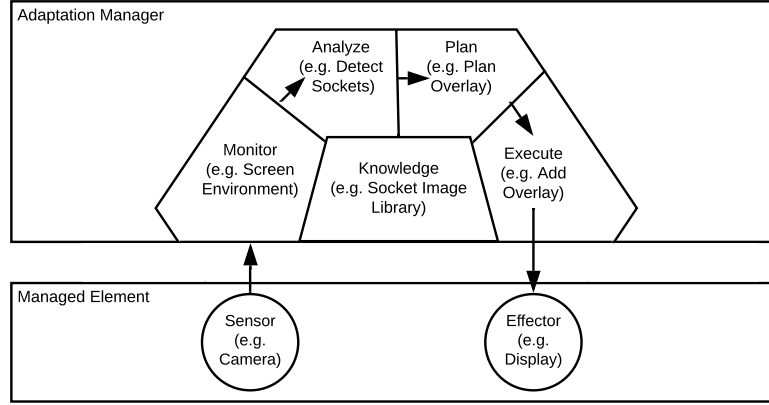 Adaptation Manager
Analyze
(e.g. Detect
Sockets)
Plan
(e.g. Plan
Overlay)
Monitor
(e.g. Screen
Environment)
Knowledge
(e.g. Socket Image
Library)
Execute
(e.g. Add
Overlay)
Managed Element
Sensor
(e.g.
Camera)
Effector
(e.g.
Display)